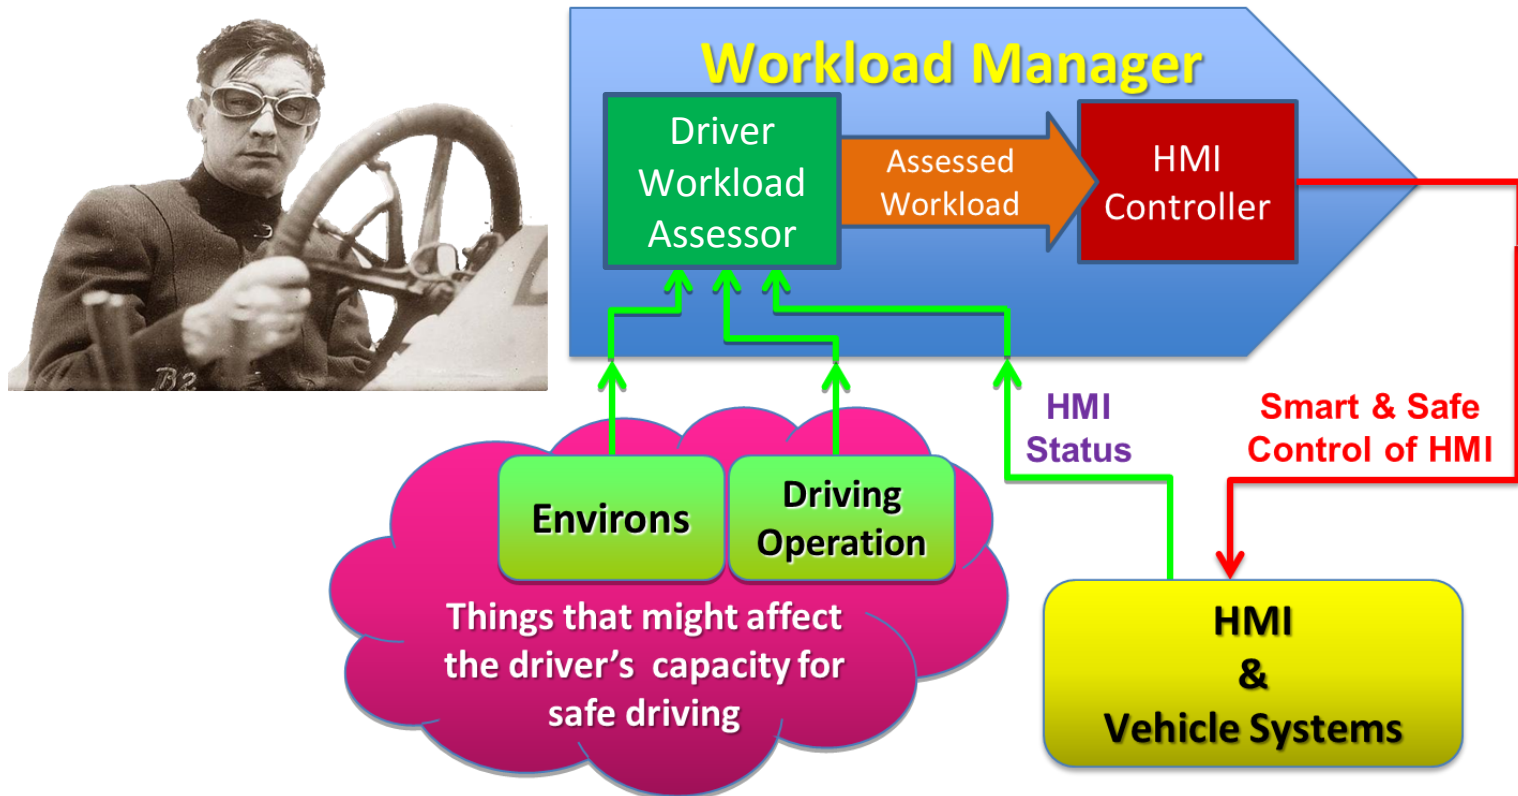 Workload Manager
Driver
Workload
Assessor
Assessed
Workload
HMI
Controller
HMI
Status
Smart & Safe
Control of HMI
Environs
Driving
Operation
Things that might affect
the driver's capacity for
safe driving
HMI
&
Vehicle Systems
B2